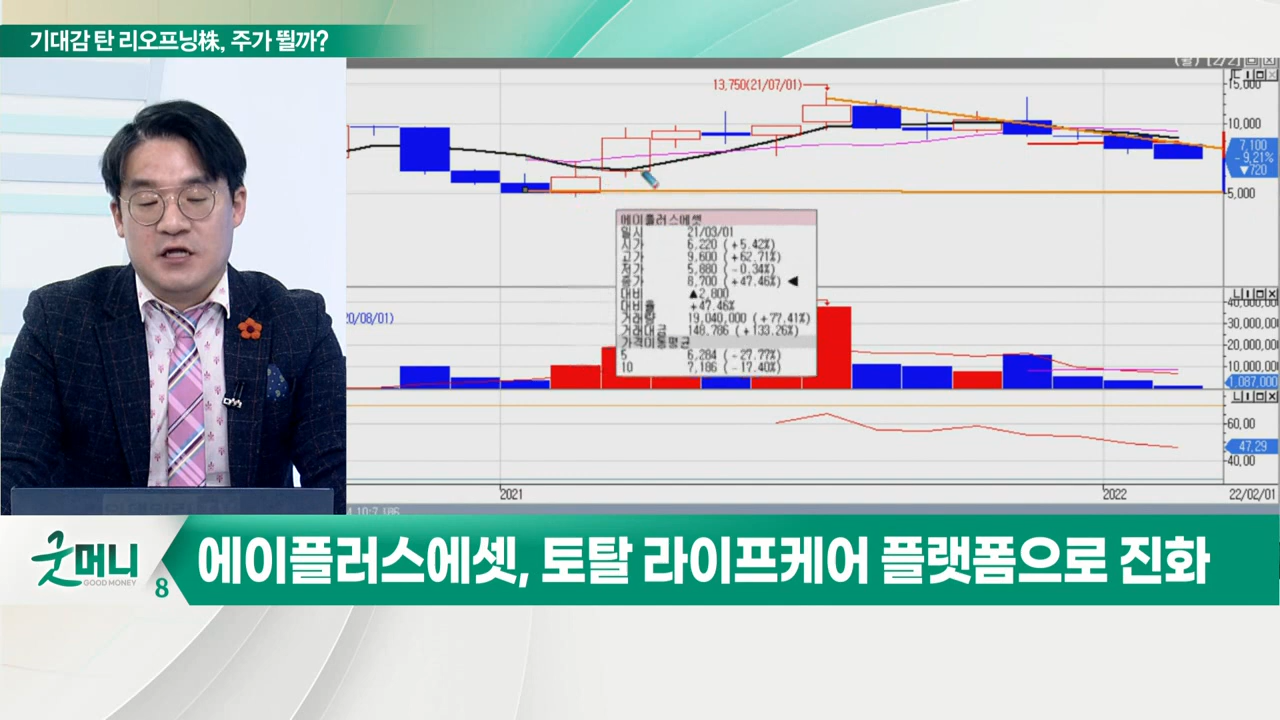 기대감 탄 리오프닝株, 주가 뛸까?
(월) [2/2]
13,750(21/07/01)
15,000
10,000
7,100
-9,21%
▼720
5,000
에이플러스에셋
일시 21/03/01
시가 6,220 (+5.42%)
고가 9,600 (+62.71%)
저가 5,880 (-0.34%)
종가 8,700 (+47.46%) ◀
대비 ▲2,800
대비율 +47.46%
거래량 19,040,000 (+77.41%)
거래대금 148,786 (+133.26%)
가격이동평균
5 6,284 (-27.77%)
10 7,186 (-17.40%)
20/08/01)
40,000,00
30,000,000
20,000,00
10,000,00
1,087,000
60,00
47,29
40,00
2021
2022
22/02/01
굿머니
GOOD MONEY
8
에이플러스에셋, 토탈 라이프케어 플랫폼으로 진화